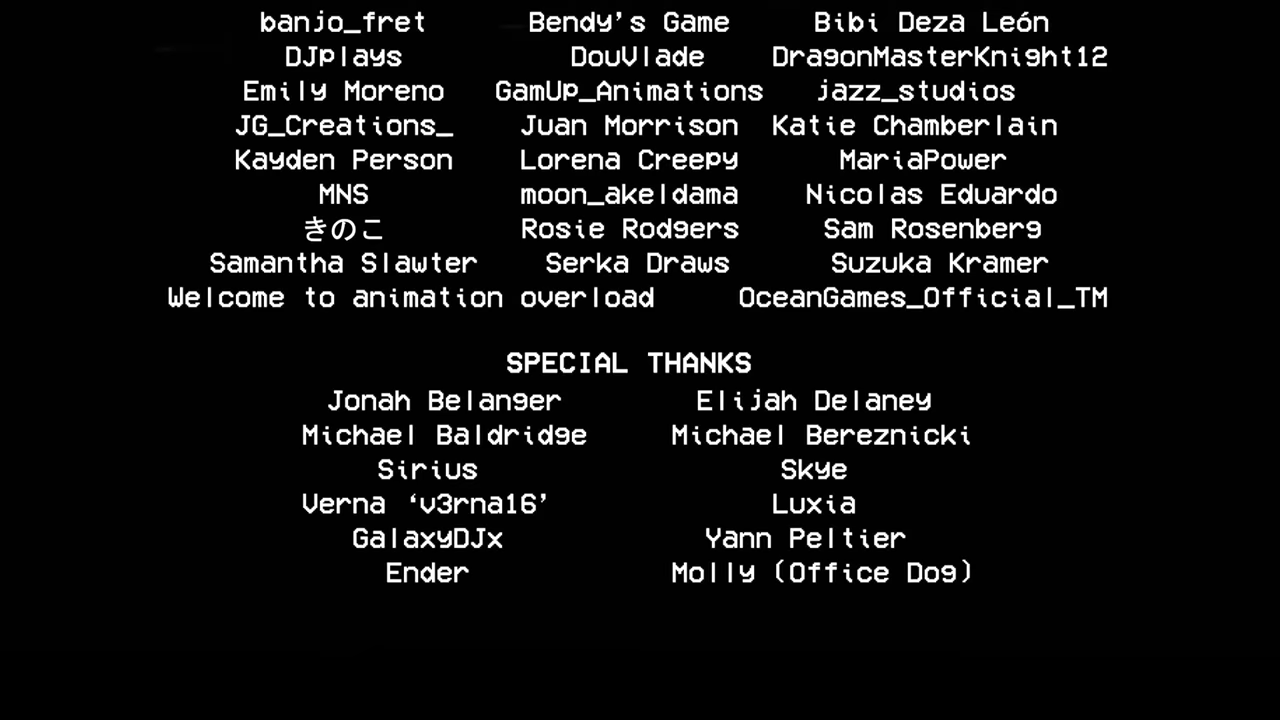 banjo_fret Bendy’s Game Bibi Deza León
DJplays DouVlade DragonMasterKnight12
Emily Moreno GamUp_Animations jazz_studios
JG_Creations_ Juan Morrison Katie Chamberlain
Kayden Person Lorena Creepy MariaPower
MNS moon_akeldama Nicolas Eduardo
きのこ Rosie Rodgers Sam Rosenberg
Samantha Slawter Serka Draws Suzuka Kramer
Welcome to animation overload OceanGames_Official_TM
SPECIAL THANKS
Jonah Belanger Elijah Delaney
Michael Baldridge Michael Bereznicki
Sirius Skye
Verna ‘v3rna16’ Luxia
GalaxyDJx Yann Peltier
Ender Molly (Office Dog)